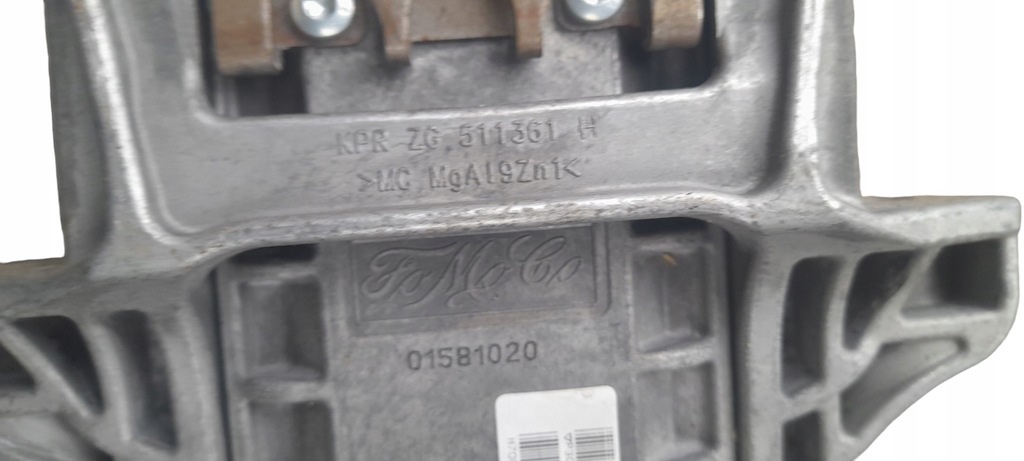 KPR ZG.511361 H
>MC MgAl9Zn1<
FoMoCo
01581020